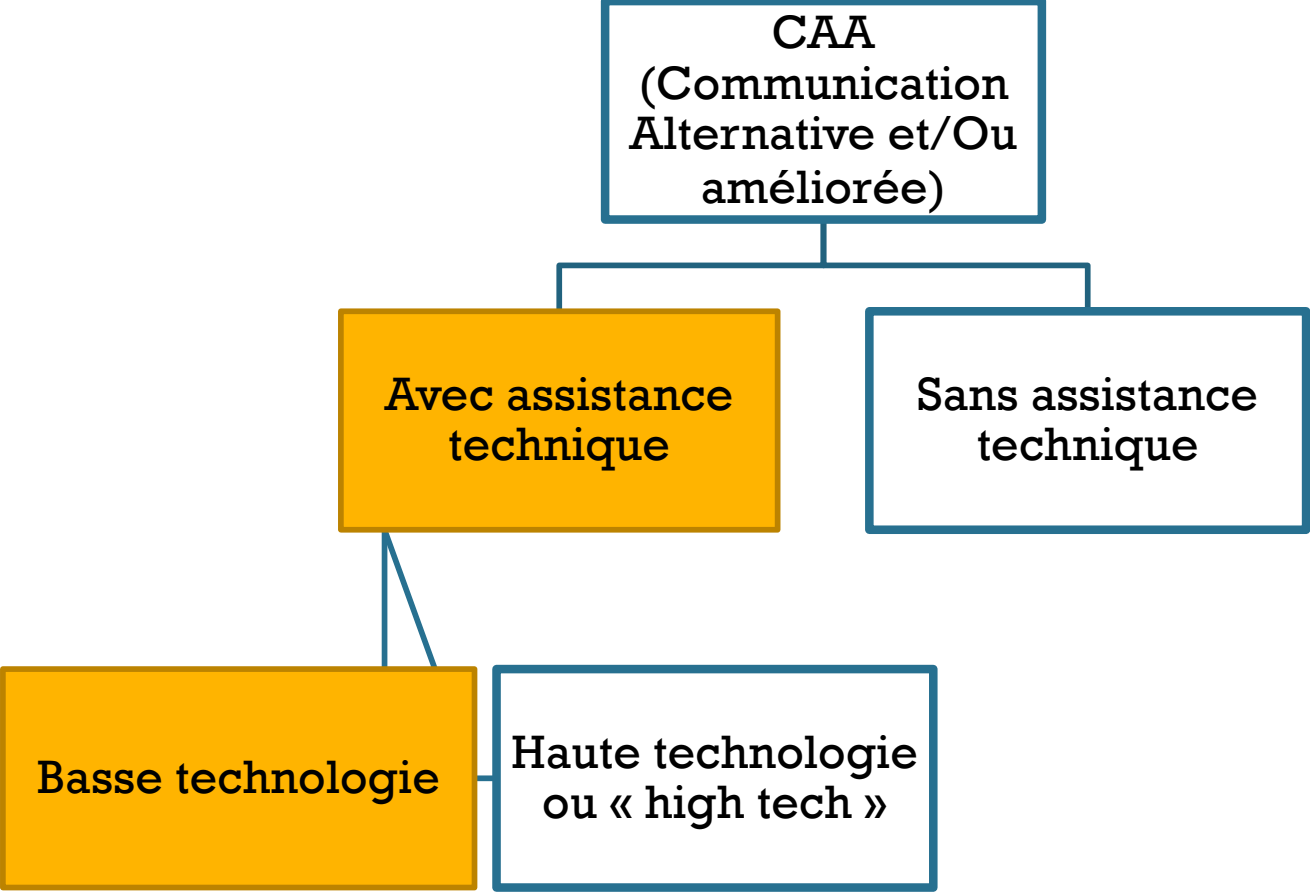 CAA
(Communication
Alternative et/Ou
améliorée)
Avec assistance
technique
Sans assistance
technique
Basse technologie
Haute technologie
ou « high tech »